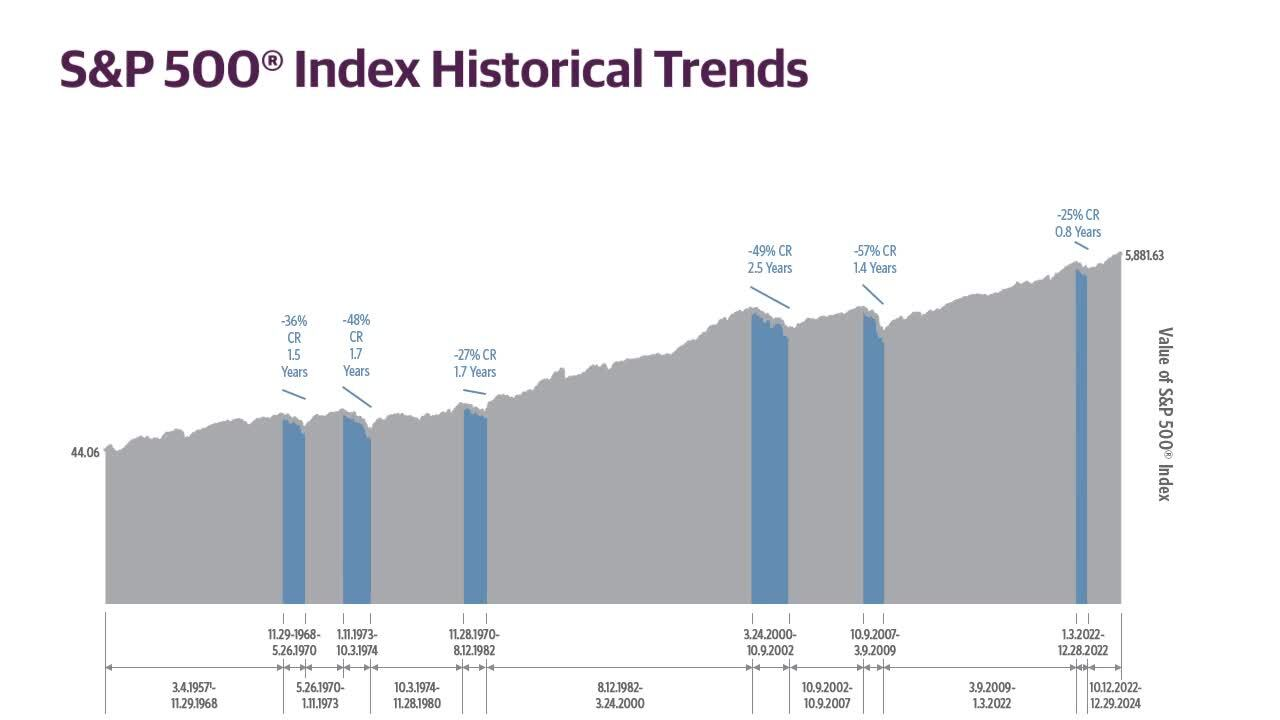 S&P 500® Index Historical Trends
-25% CR
0.8 Years
-49% CR
2.5 Years
-57% CR
1.4 Years
5,881.63
-36%
CR
1.5
Years
-48%
CR
1.7
Years
-27% CR
1.7 Years
44.06
Value of S&P 500® Index
11.29-1968-
5.26.1970
1.11.1973-
10.3.1974
11.28.1970-
8.12.1982
3.24.2000-
10.9.2002
10.9.2007-
3.9.2009
1.3.2022-
12.28.2022
3.4.1957¹-
11.29.1968
5.26.1970-
1.11.1973
10.3.1974-
11.28.1980
8.12.1982-
3.24.2000
10.9.2002-
10.9.2007
3.9.2009-
1.3.2022
10.12.2022-
12.29.2024